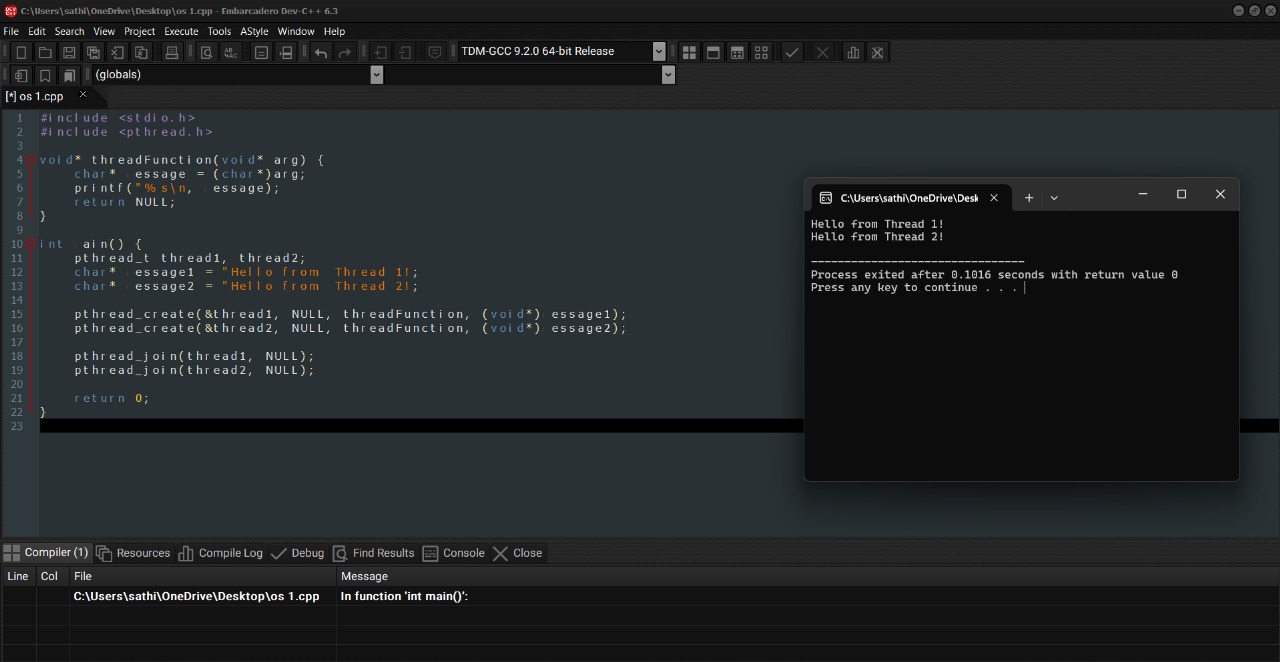 C:\Users\sathi\OneDrive\Desktop\os 1.cpp - Embarcadero Dev-C++ 6.3
File Edit Search View Project Execute Tools AStyle Window Help
TDM-GCC 9.2.0 64-bit Release
(globals)
[*] os 1.cpp
1 #include <stdio.h>
2 #include <pthread.h>
3
4 void* threadFunction(void* arg) {
5 char* essage = (char*)arg;
6 printf("%s\n, essage);
7 return NULL;
8 }
9
10 int ain() {
11 pthread_t thread1, thread2;
12 char* essage1 = "Hello from Thread 1!;
13 char* essage2 = "Hello from Thread 2!;
14
15 pthread_create(&thread1, NULL, threadFunction, (void*) essage1);
16 pthread_create(&thread2, NULL, threadFunction, (void*) essage2);
17
18 pthread_join(thread1, NULL);
19 pthread_join(thread2, NULL);
20
21 return 0;
22 }
23
C:\Users\sathi\OneDrive\Desk
Hello from Thread 1!
Hello from Thread 2!
--------------------------------
Process exited after 0.1016 seconds with return value 0
Press any key to continue . . .
Compiler (1) Resources Compile Log Debug Find Results Console Close
Line Col File Message
C:\Users\sathi\OneDrive\Desktop\os 1.cpp In function 'int main()':